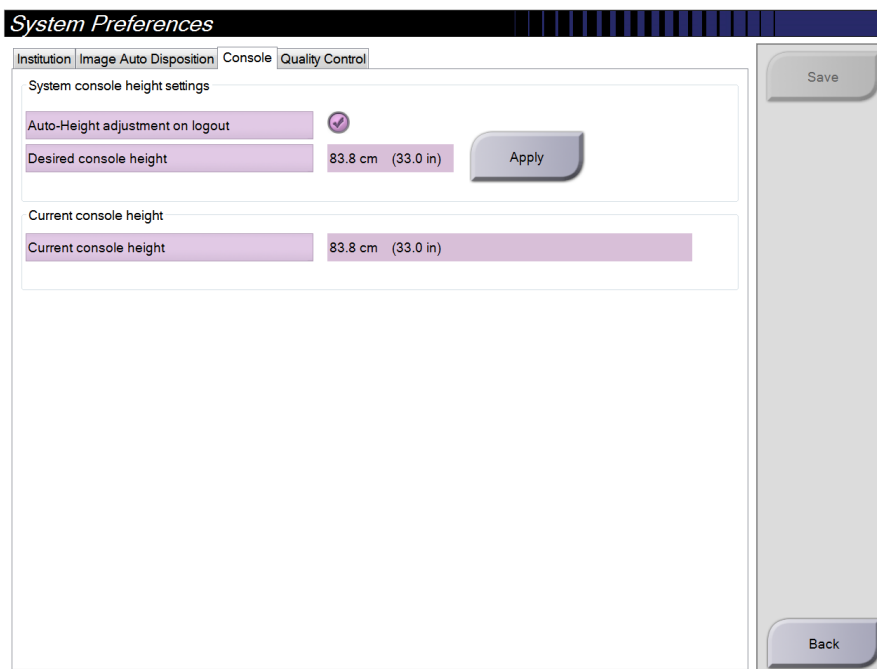 System Preferences
Institution Image Auto Disposition Console Quality Control
Save
System console height settings
Auto-Height adjustment on logout
Desired console height 83.8 cm (33.0 in) Apply
Current console height
Current console height 83.8 cm (33.0 in)
Back